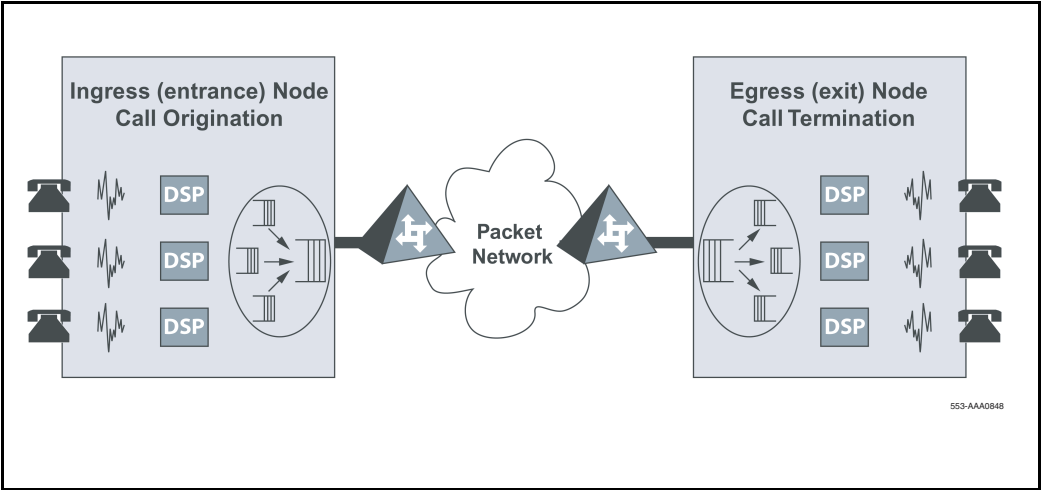 Ingress (entrance) Node
Call Origination
DSP
DSP
DSP
Packet
Network
Egress (exit) Node
Call Termination
DSP
DSP
DSP
553-AAA0848